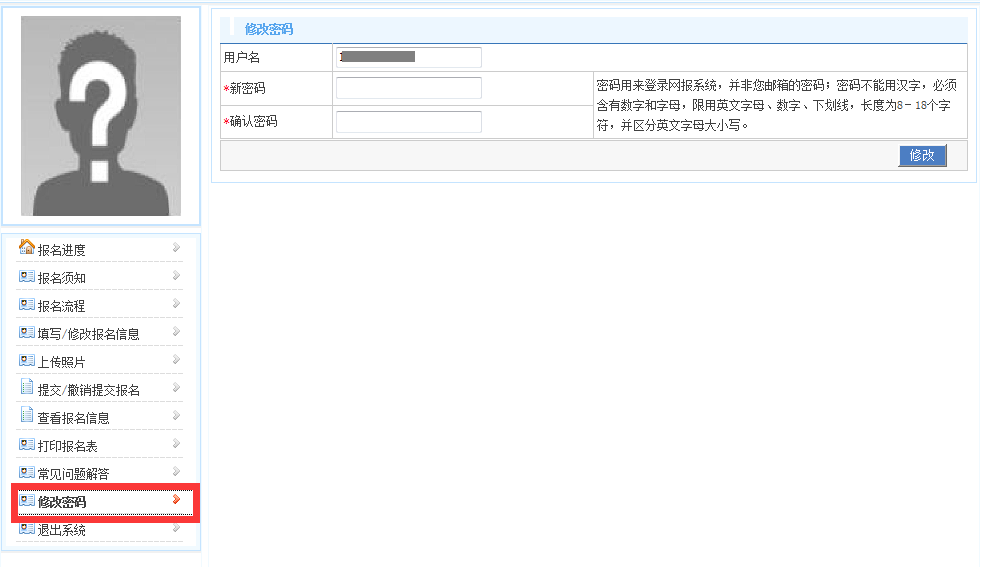 修改密码
用户名
*新密码
密码用来登录网报系统，并非您邮箱的密码；密码不能用汉字，必须
含有数字和字母，限用英文字母、数字、下划线，长度为8－18个字
符，并区分英文字母大小写。
*确认密码
修改
报名进度
报名须知
报名流程
填写/修改报名信息
上传照片
提交/撤销提交报名
查看报名信息
打印报名表
常见问题解答
修改密码
退出系统